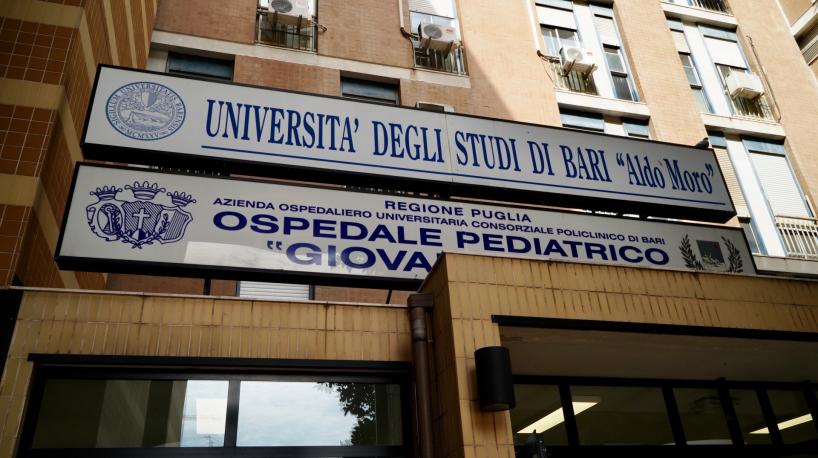 UNIVERSITA' DEGLI STUDI DI BARI "Aldo Moro"
REGIONE PUGLIA
AZIENDA OSPEDALIERO UNIVERSITARIA CONSORZIALE POLICLINICO DI BARI
OSPEDALE PEDIATRICO